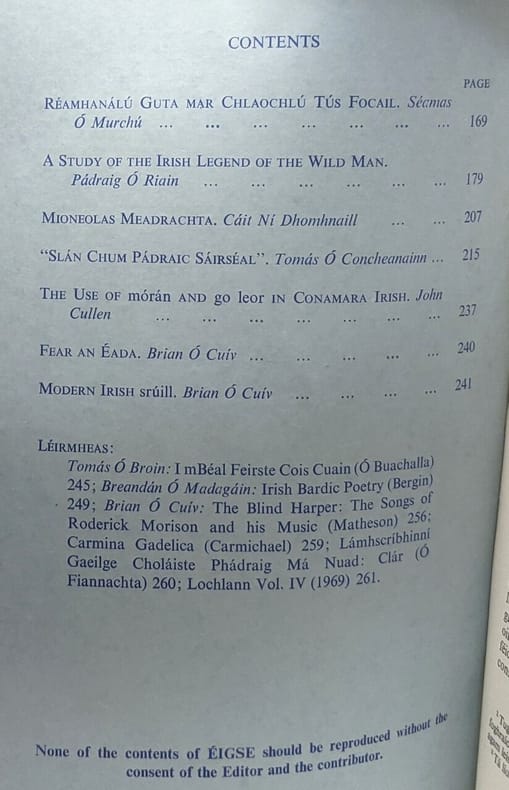 CONTENTS
PAGE
RÉAMHANÁLÚ GUTA MAR CHLAOCHLÚ TÚS FOCAIL. Séamas
Ó Murchú ... ... ... ... ... ... ... 169
A STUDY OF THE IRISH LEGEND OF THE WILD MAN.
Pádraig Ó Riain ... ... ... ... ... ... 179
MIONEOLAS MEADRACHTA. Cáit Ní Dhomhnaill ... ... 207
"SLÁN CHUM PÁDRAIC SÁIRSÉAL". Tomás Ó Concheanainn ... 215
THE USE OF mórán AND go leor IN CONAMARA IRISH. John
Cullen ... ... ... ... ... ... ... 237
FEAR AN ÉADA. Brian Ó Cuív ... ... ... ... ... 240
MODERN IRISH srúill. Brian Ó Cuív ... ... ... ... 241
LÉIRMHEAS:
Tomás Ó Broin: I mBéal Feirste Cois Cuain (Ó Buachalla)
245; Breandán Ó Madagáin: Irish Bardic Poetry (Bergin)
249; Brian Ó Cuív: The Blind Harper: The Songs of
Roderick Morison and his Music (Matheson) 256;
Carmina Gadelica (Carmichael) 259; Lámhscríbhinní
Gaeilge Choláiste Phádraig Má Nuad: Clár (Ó
Fiannachta) 260; Lochlann Vol. IV (1969) 261.
None of the contents of ÉIGSE should be reproduced without the
consent of the Editor and the contributor.